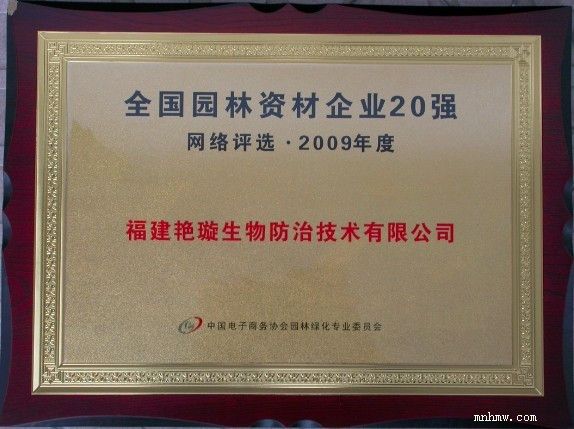 全国园林资材企业20强
网络评选·2009年度
福建艳璇生物防治技术有限公司
中国电子商务协会园林绿化专业委员会
mnhmw.com